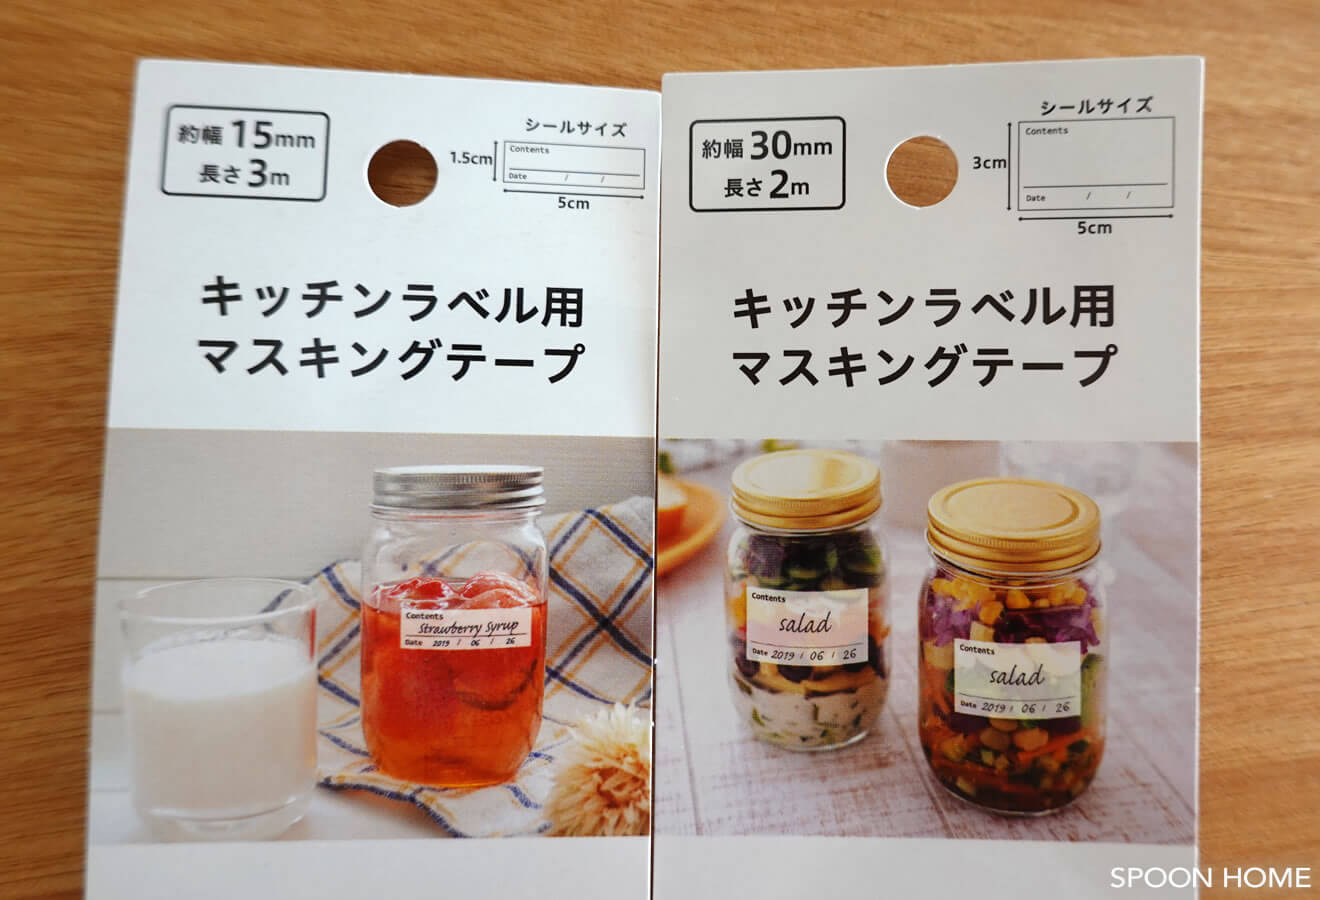 約幅 15mm
長さ 3m
シールサイズ
1.5cm
Contents
Date / /
5cm
キッチンラベル用
マスキングテープ
Contents
Strawberry Syrup
Date 2019 / 06 / 26
約幅 30mm
長さ 2m
シールサイズ
3cm
Contents
Date / /
5cm
キッチンラベル用
マスキングテープ
Contents
salad
Date 2019 / 06 / 26
Contents
salad
Date 2019 / 06 / 26
SPOON HOME